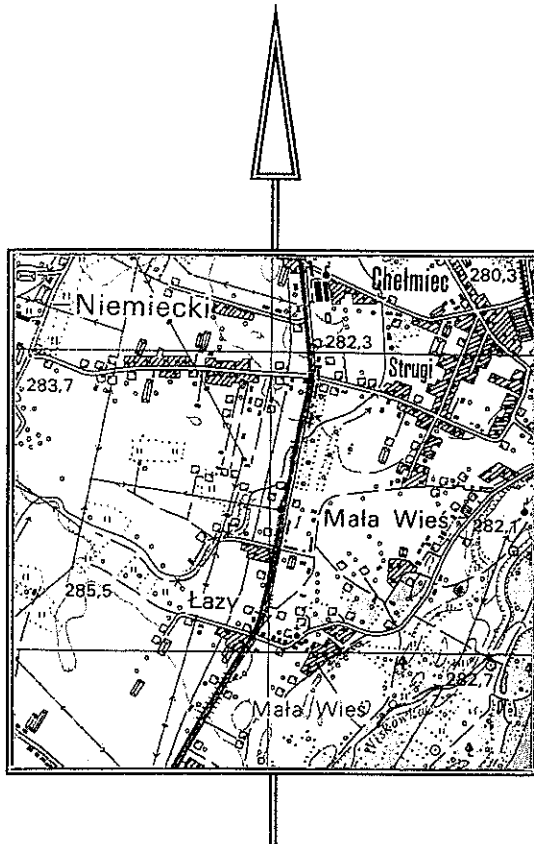 Chełmiec
280,3
Niemiecki
282,3
Strugi
283,7
Mała Wieś
282,1
285,5
Łazy
282,7
Mała Wieś